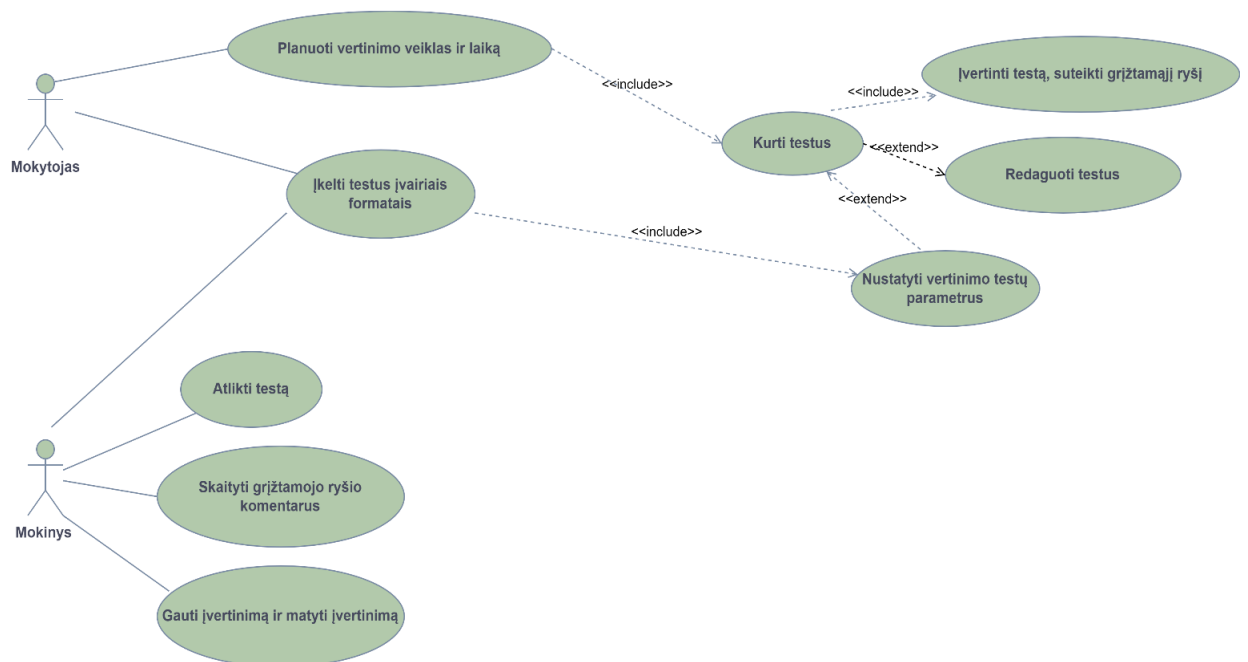 Planuoti vertinimo veiklas ir laiką
Įvertinti testą, suteikti grįžtamąjį ryšį
<<include>>
<<include>>
Kurti testus
<<extend>>
Redaguoti testus
Mokytojas
Įkelti testus įvairiais
formatais
<<extend>>
<<include>>
Nustatyti vertinimo testų
parametrus
Atlikti testą
Skaityti grįžtamojo ryšio
komentarus
Mokinys
Gauti įvertinimą ir matyti įvertinimą